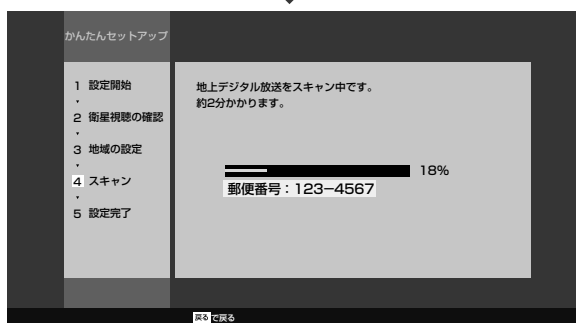 かんたんセットアップ
1 設定開始
2 衛星視聴の確認
3 地域の設定
4 スキャン
5 設定完了
地上デジタル放送をスキャン中です。
約2分かかります。
18%
郵便番号：123−4567
戻る で戻る